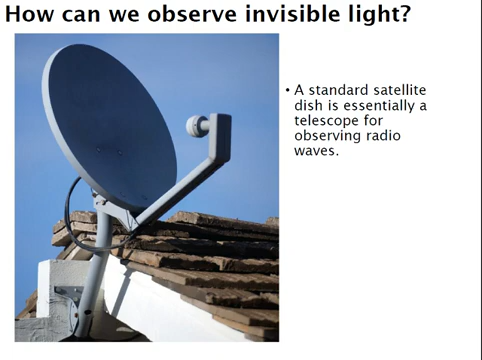 How can we observe invisible light?
• A standard satellite
dish is essentially a
telescope for
observing radio
waves.